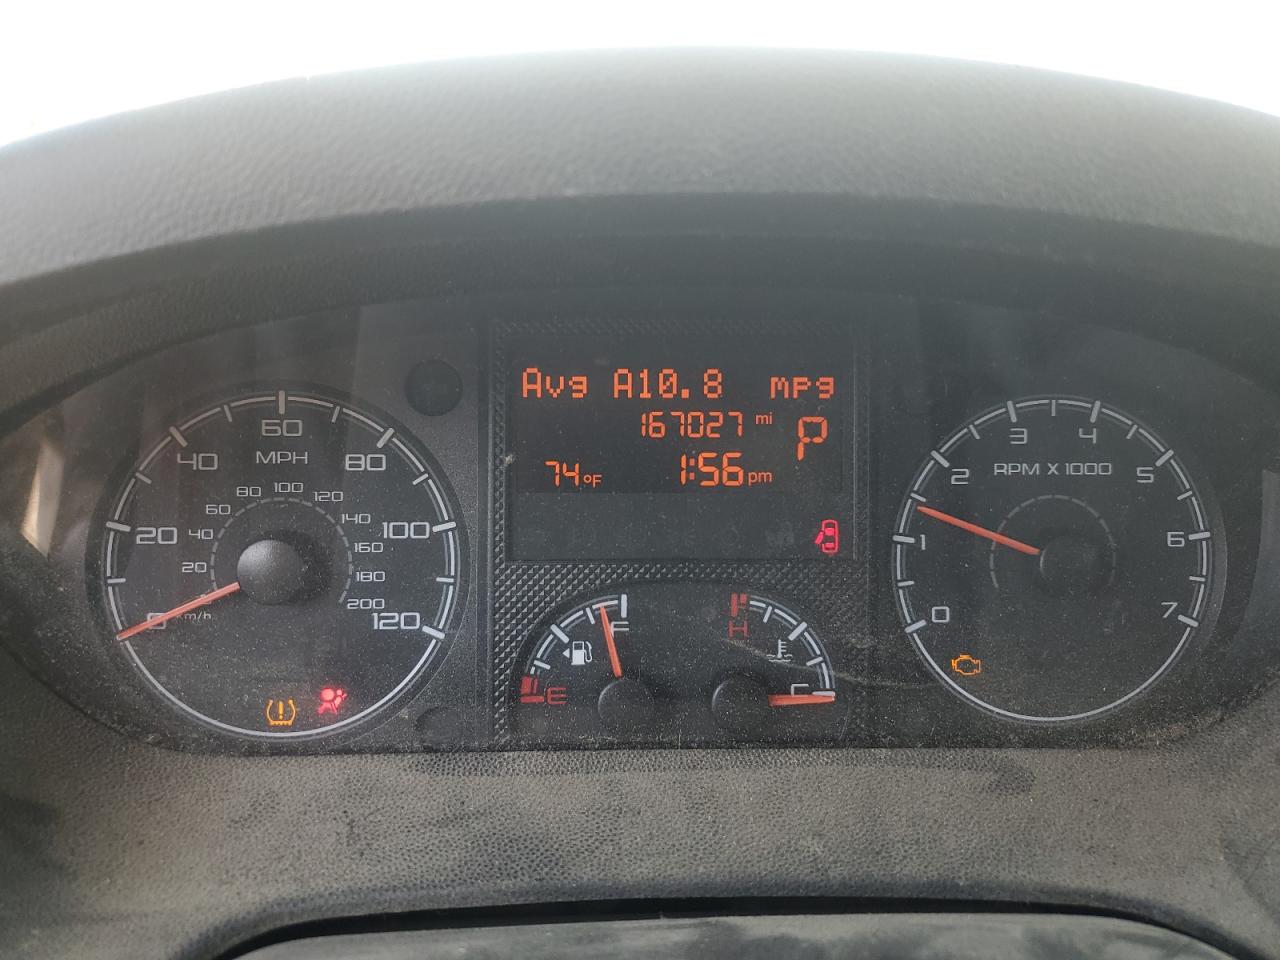 Avg A10.8 mpg
167027 mi
P
74°F 1:56 pm
0 20 40 60 80 100 120
MPH
20 40 60 80 100 120 140 160 180 200
km/h
E F
H C
0 1 2 3 4 5 6 7
RPM X 1000